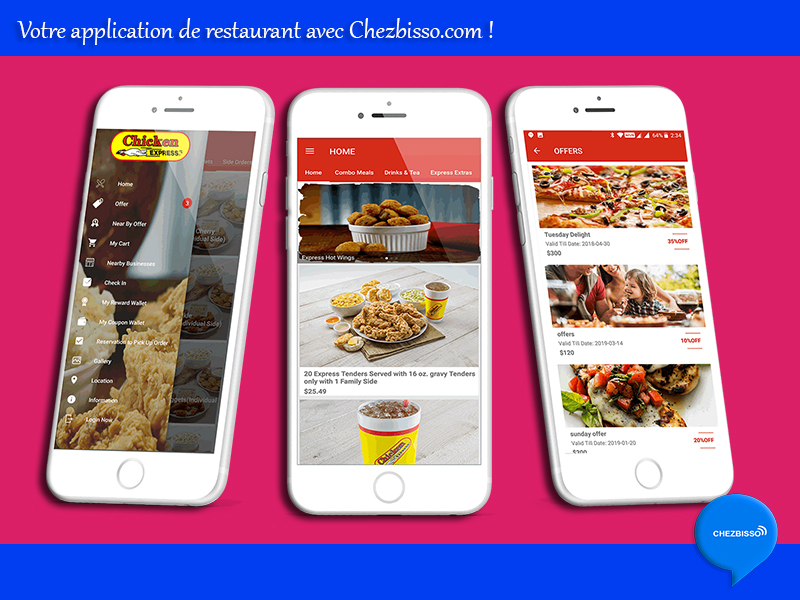 Votre application de restaurant avec Chezbisso.com !
Chicken
EXPRESS
Home
Offer
3
Near By Offer
My Cart
Nearby Businesses
Check In
My Reward Wallet
My Coupon Wallet
Reservation to Pick Up Order
Gallery
Location
Information
Login Now
Side Orders
Cherry
HOME
Home Combo Meals Drinks & Tea Express Extras
Express Hot Wings
20 Express Tenders Served with 16 oz. gravy Tenders
only with 1 Family Side
$25.49
Chicken
EXPRESS
64% 2:34
OFFERS
Tuesday Delight
Valid Till Date: 2018-04-30
$300
35%OFF
offers
Valid Till Date: 2019-03-14
$120
10%OFF
sunday offer
Valid Till Date: 2019-01-20
$300
20%OFF
CHEZBISSO